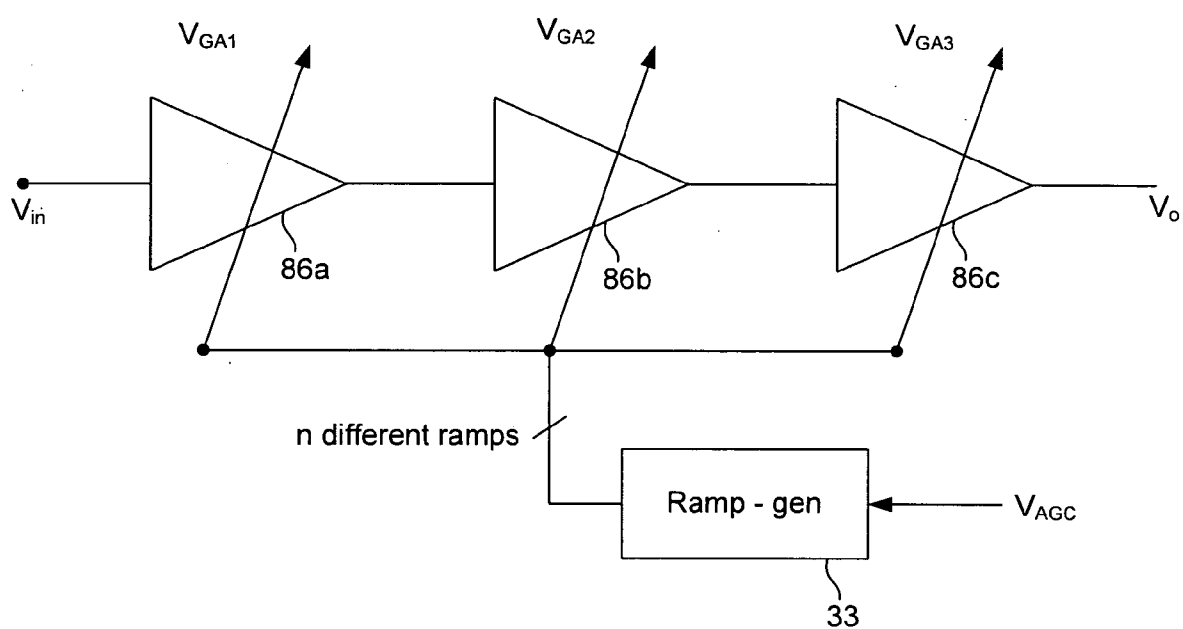 VGA1
VGA2
VGA3
Vin
Vo
86a
86b
86c
n different ramps
Ramp - gen
VAGC
33